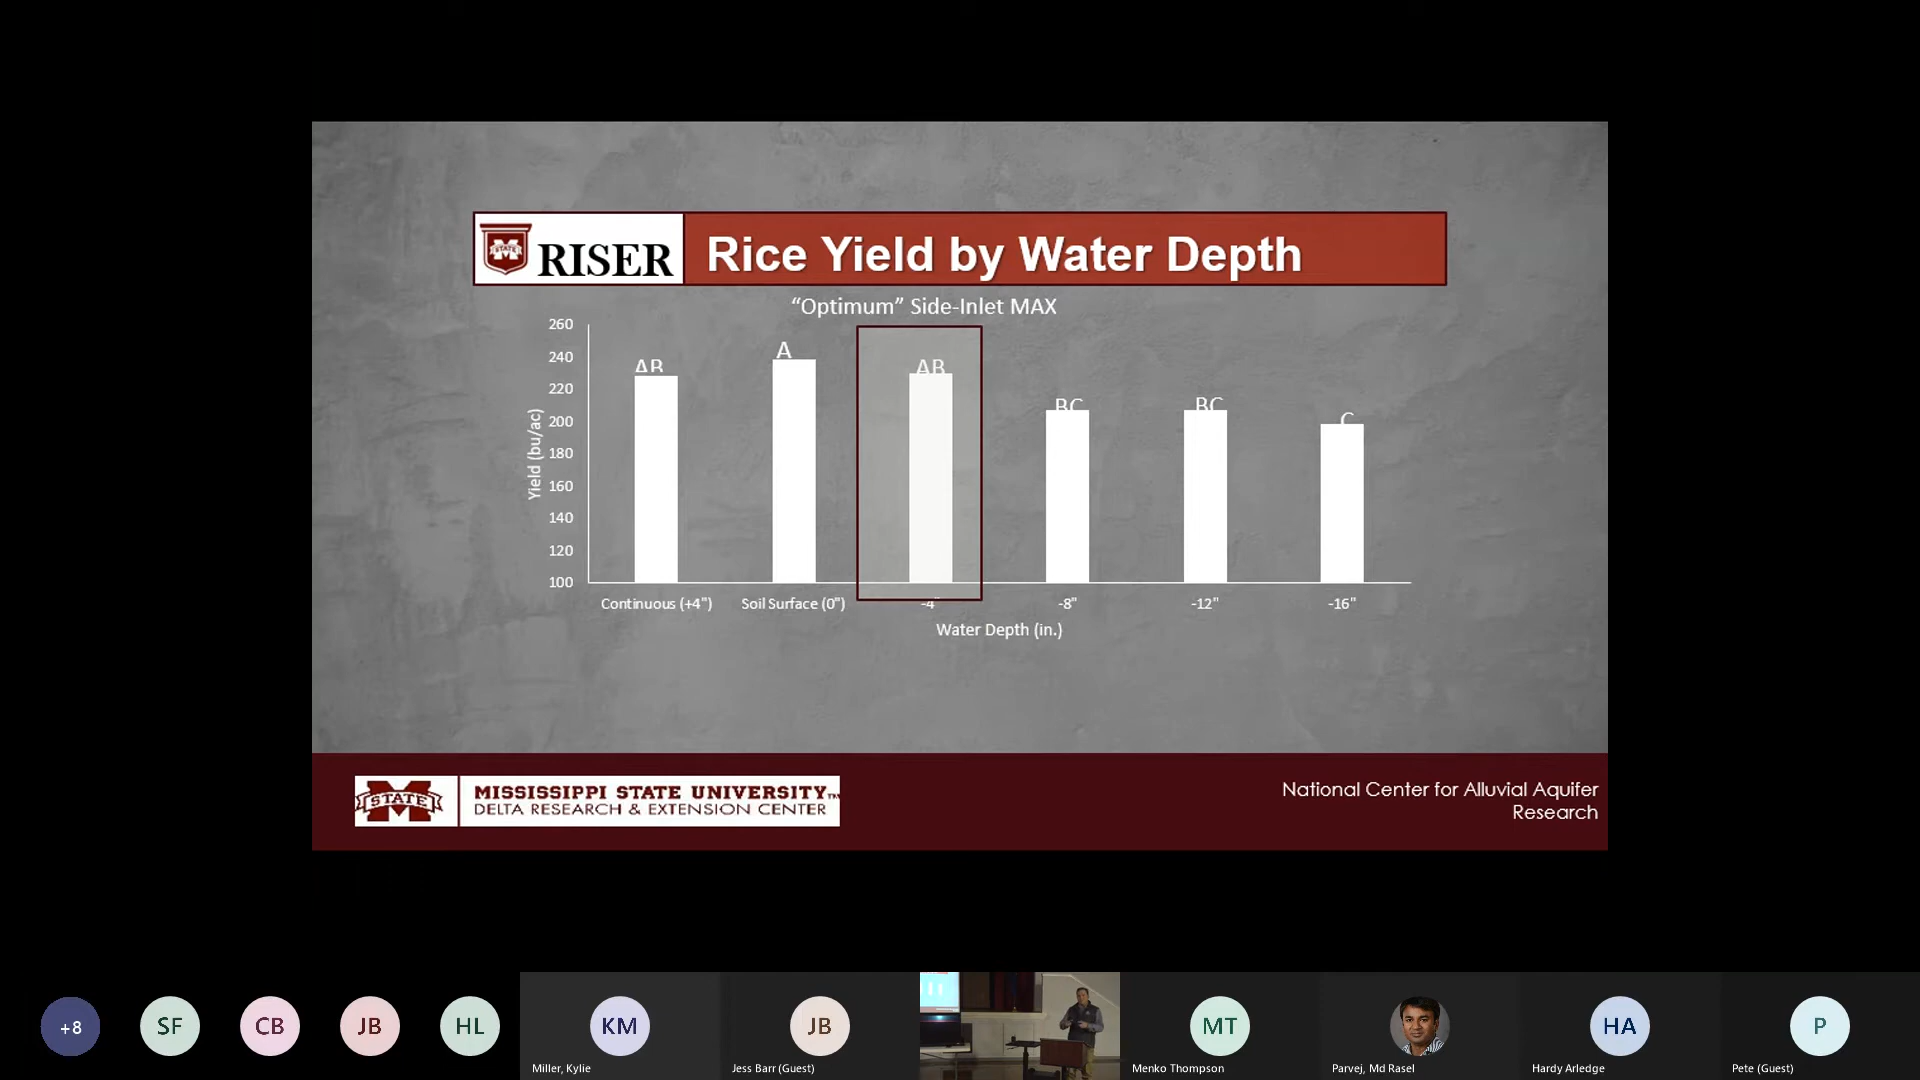 STATE
RISER
Rice Yield by Water Depth
“Optimum” Side-Inlet MAX
260
240
220
200
180
160
140
120
100
Yield (bu/ac)
AB
A
AB
BC
BC
C
Continuous (+4")
Soil Surface (0")
-4"
-8"
-12"
-16"
Water Depth (in.)
STATE
MISSISSIPPI STATE UNIVERSITY™
DELTA RESEARCH & EXTENSION CENTER
National Center for Alluvial Aquifer
Research
+8
SF
CB
JB
HL
KM
Miller, Kylie
JB
Jess Barr (Guest)
MT
Menko Thompson
Parvej, Md Rasel
HA
Hardy Arledge
P
Pete (Guest)